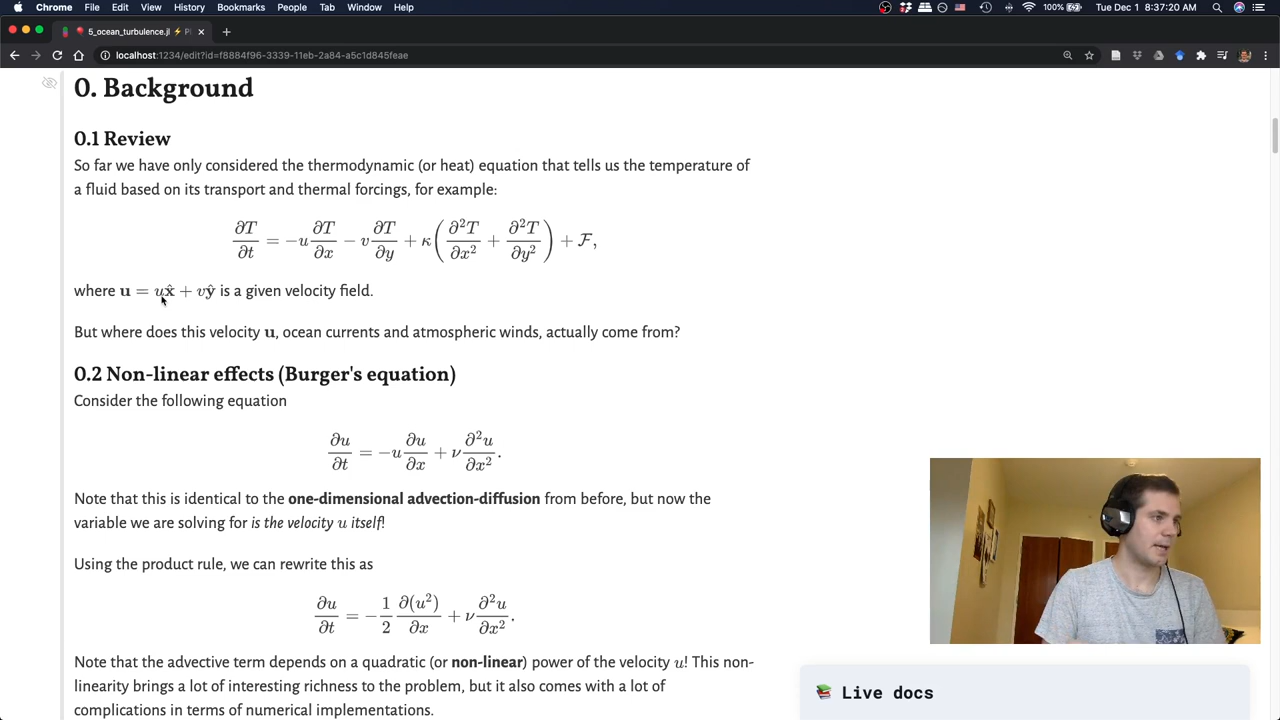 Chrome File Edit View History Bookmarks People Tab Window Help 100% Tue Dec 1 8:37:20 AM
5_ocean_turbulence.jl ⚡ Pl
localhost:1234/edit?id=f8884f96-3339-11eb-2a84-a5c1d845feae
0. Background
0.1 Review
So far we have only considered the thermodynamic (or heat) equation that tells us the temperature of
a fluid based on its transport and thermal forcings, for example:
∂T/∂t = −u ∂T/∂x − v ∂T/∂y + κ(∂²T/∂x² + ∂²T/∂y²) + ℱ,
where u = ux̂ + vŷ is a given velocity field.
But where does this velocity u, ocean currents and atmospheric winds, actually come from?
0.2 Non-linear effects (Burger's equation)
Consider the following equation
∂u/∂t = −u ∂u/∂x + ν ∂²u/∂x².
Note that this is identical to the one-dimensional advection-diffusion from before, but now the
variable we are solving for is the velocity u itself!
Using the product rule, we can rewrite this as
∂u/∂t = −1/2 ∂(u²)/∂x + ν ∂²u/∂x².
Note that the advective term depends on a quadratic (or non-linear) power of the velocity u! This non-
linearity brings a lot of interesting richness to the problem, but it also comes with a lot of
complications in terms of numerical implementations.
Live docs